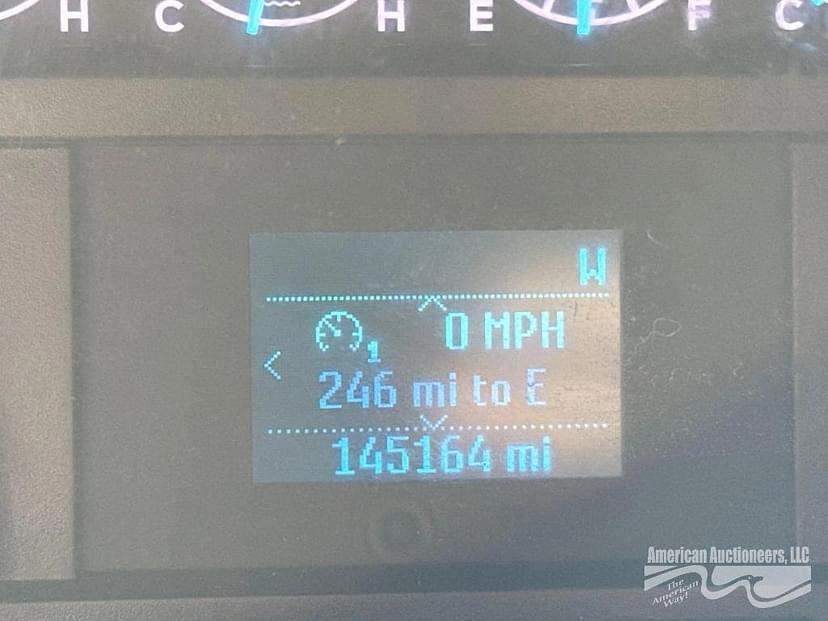 H C H E F C
W
1 0 MPH
246 mi to E
145164 mi
American Auctioneers, LLC
The
American
Way!